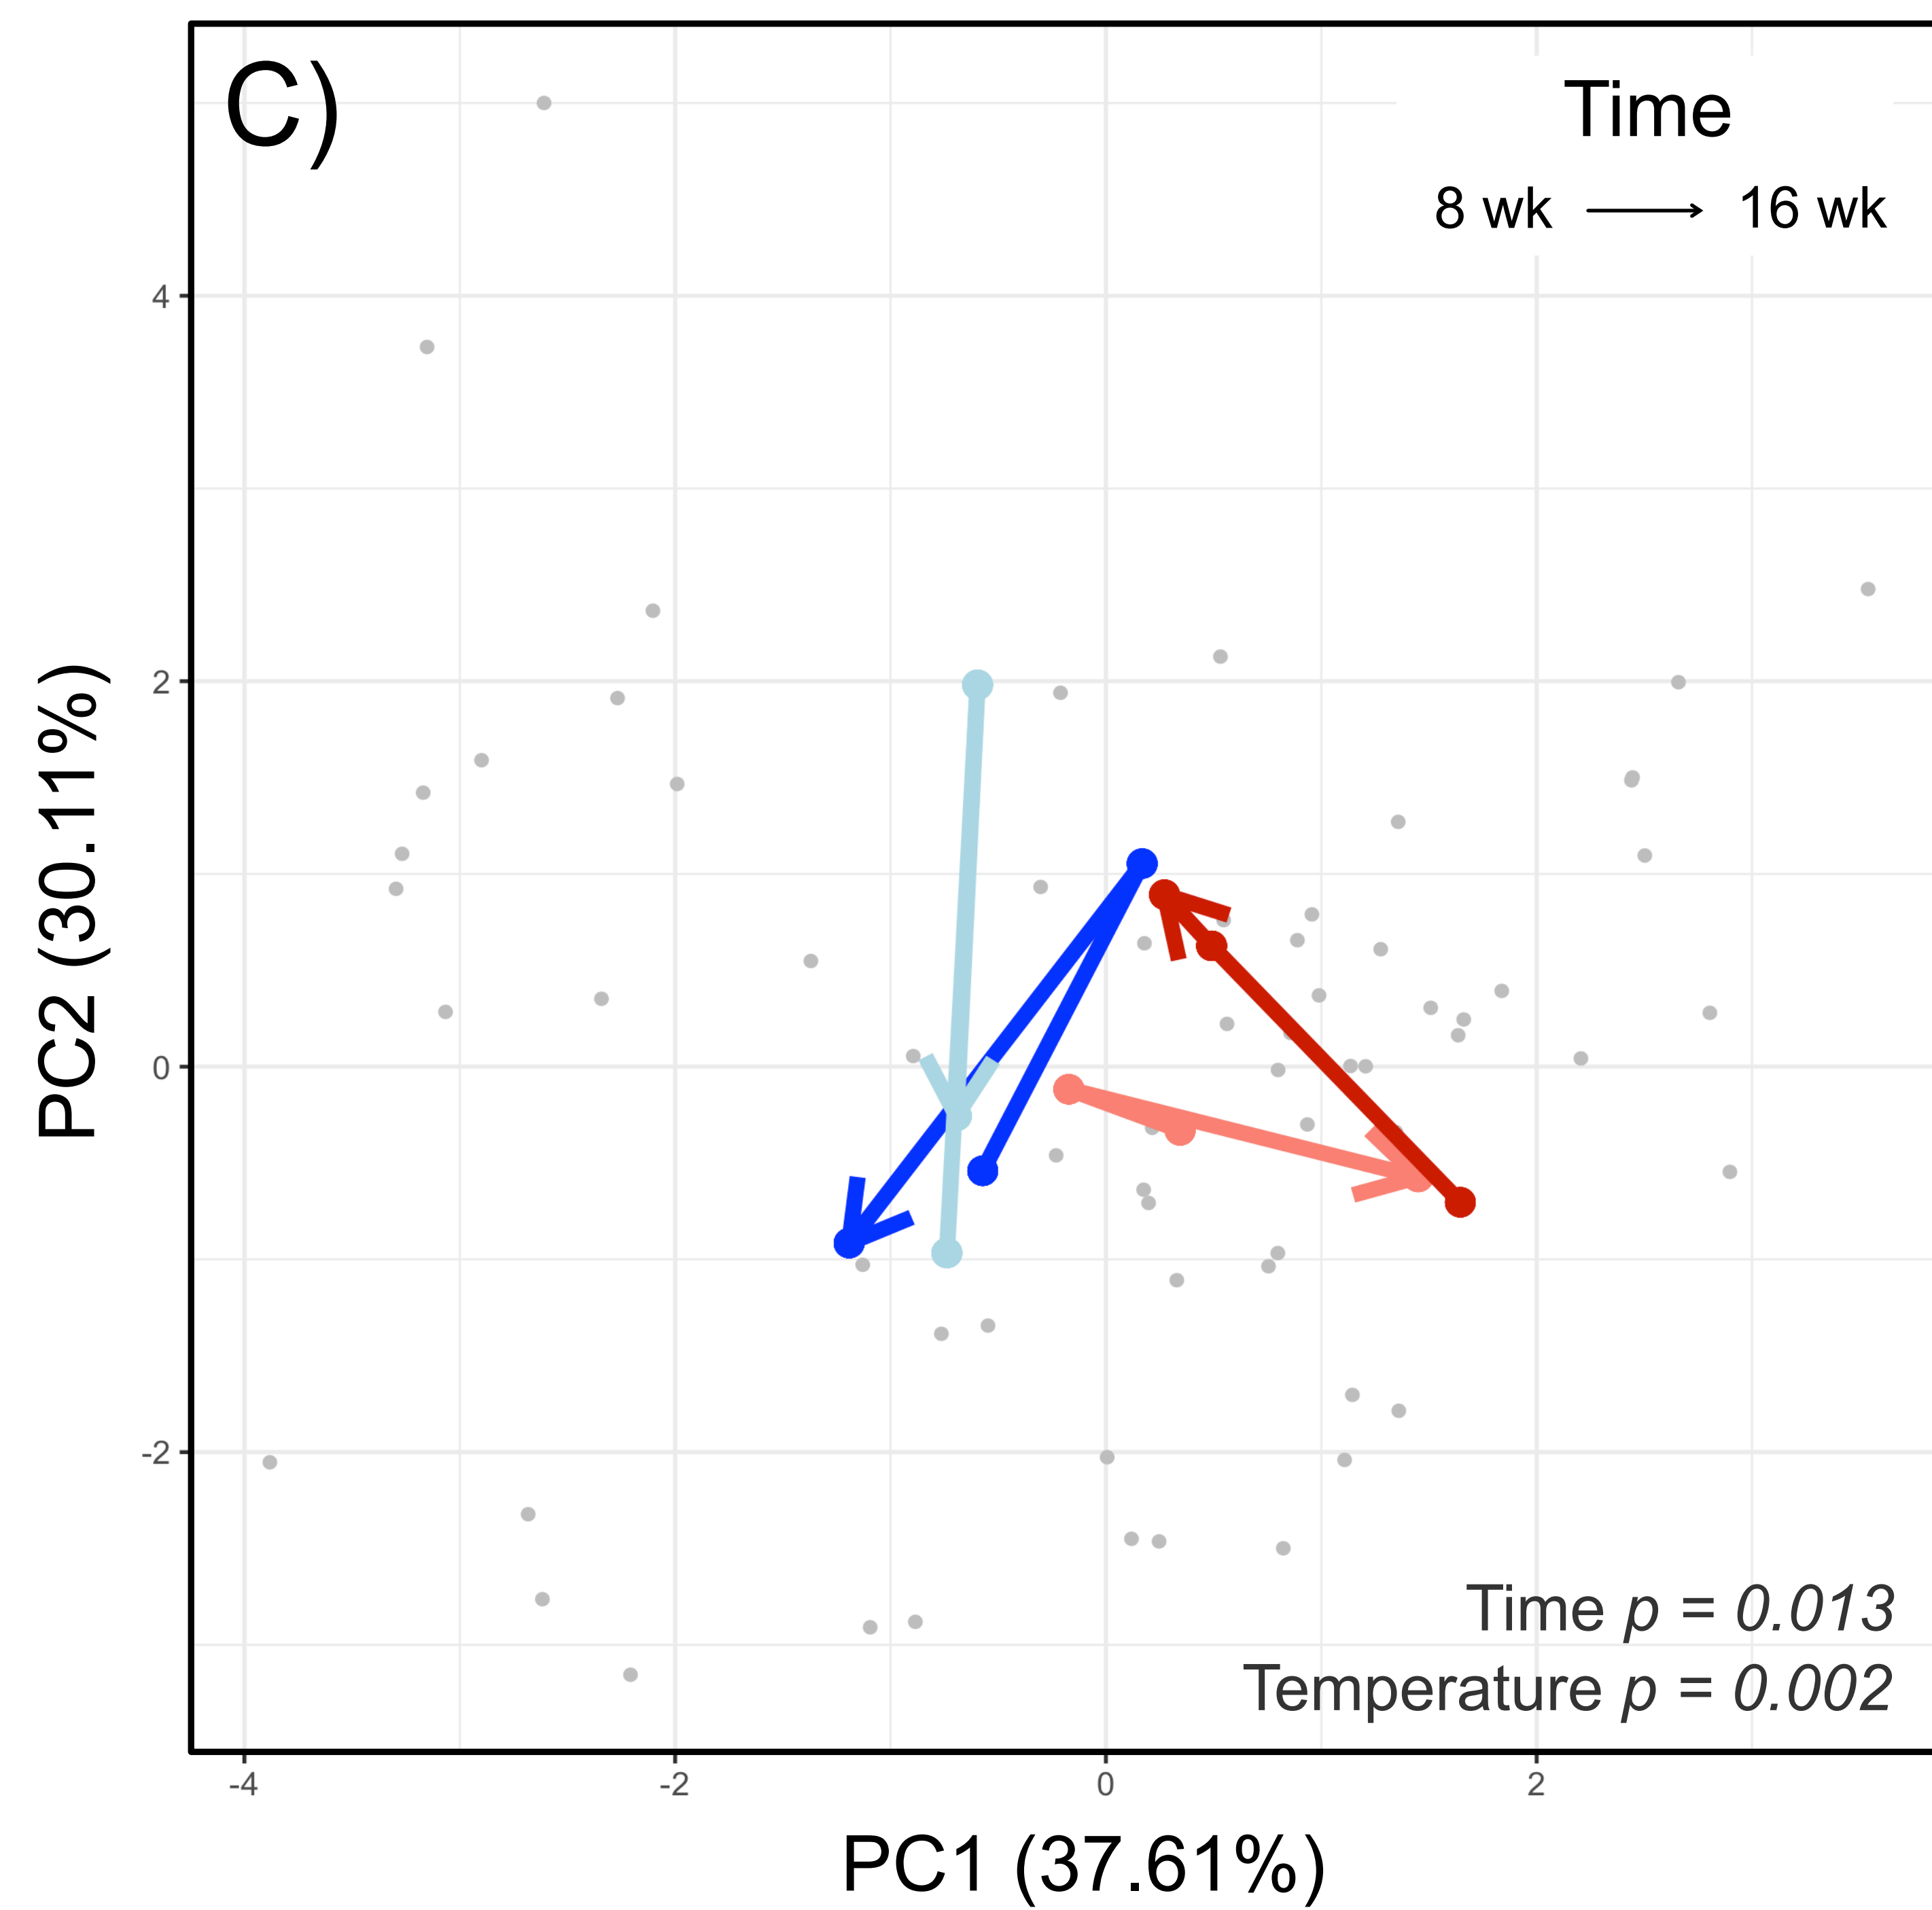 C)
Time
8 wk 16 wk
4
2
0
-2
PC2 (30.11%)
Time p = 0.013
Temperature p = 0.002
-4 -2 0 2
PC1 (37.61%)